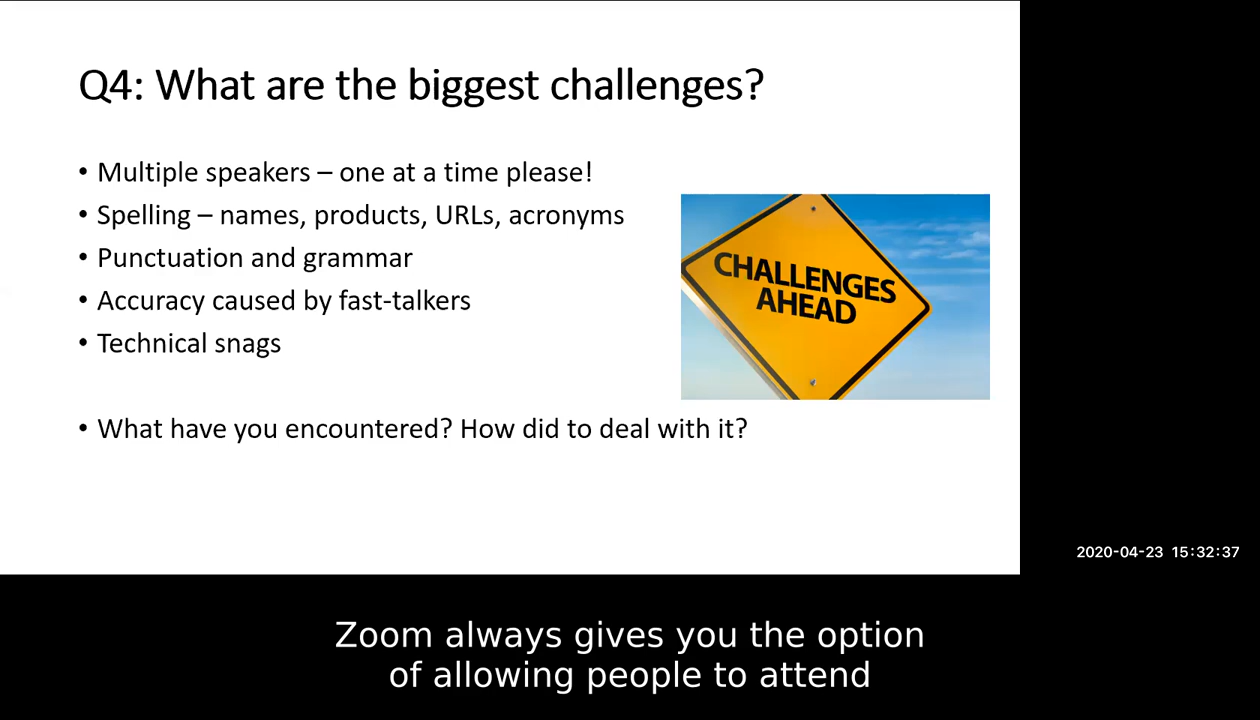 Q4: What are the biggest challenges?
• Multiple speakers – one at a time please!
• Spelling – names, products, URLs, acronyms
• Punctuation and grammar
• Accuracy caused by fast-talkers
• Technical snags
• What have you encountered? How did to deal with it?
CHALLENGES
AHEAD
2020-04-23 15:32:37
Zoom always gives you the option
of allowing people to attend